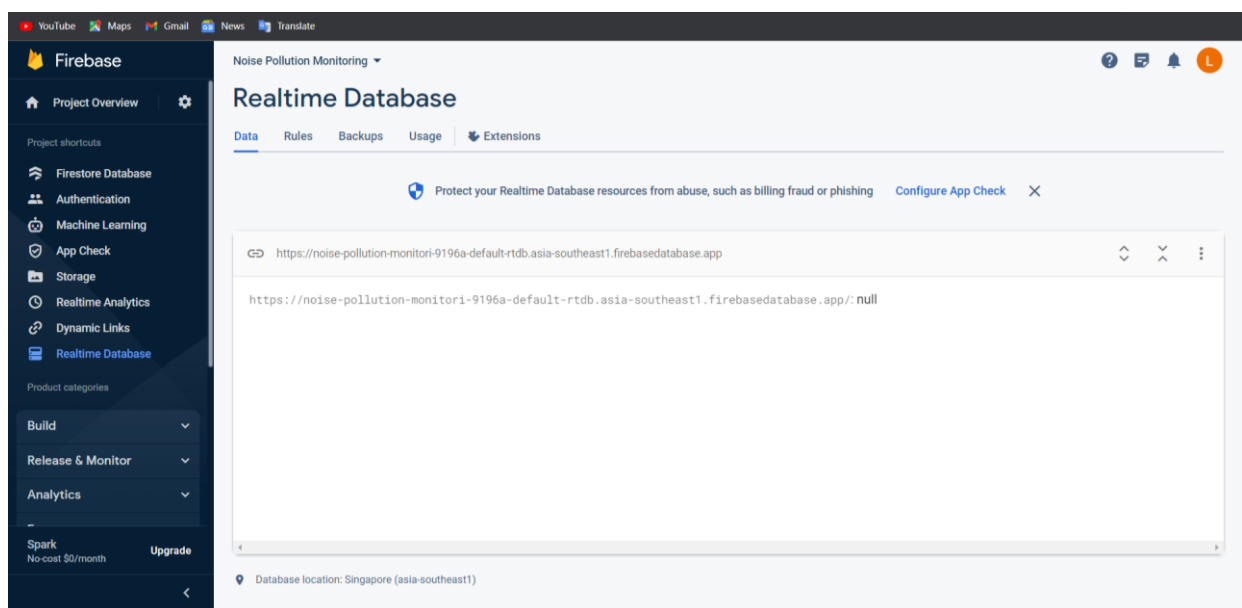 YouTube Maps Gmail News Translate
Firebase
Project Overview
Project shortcuts
Firestore Database
Authentication
Machine Learning
App Check
Storage
Realtime Analytics
Dynamic Links
Realtime Database
Product categories
Build
Release & Monitor
Analytics
Spark
No-cost $0/month
Upgrade
Noise Pollution Monitoring
L
Realtime Database
Data Rules Backups Usage Extensions
Protect your Realtime Database resources from abuse, such as billing fraud or phishing Configure App Check
https://noise-pollution-monitori-9196a-default-rtdb.asia-southeast1.firebasedatabase.app
https://noise-pollution-monitori-9196a-default-rtdb.asia-southeast1.firebasedatabase.app/: null
Database location: Singapore (asia-southeast1)